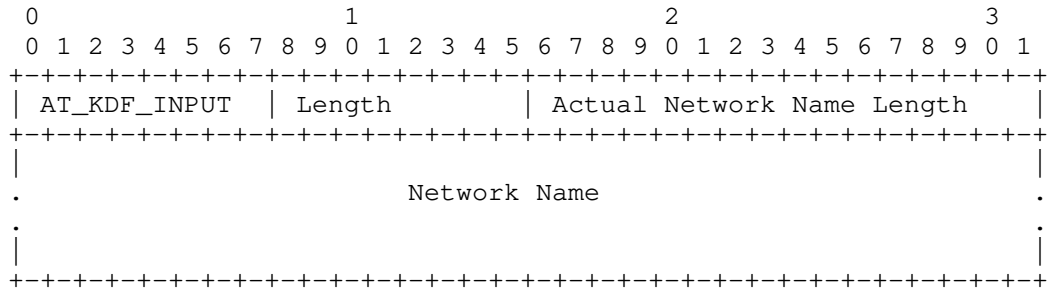 0                   1                   2                   3
 0 1 2 3 4 5 6 7 8 9 0 1 2 3 4 5 6 7 8 9 0 1 2 3 4 5 6 7 8 9 0 1
+-+-+-+-+-+-+-+-+-+-+-+-+-+-+-+-+-+-+-+-+-+-+-+-+-+-+-+-+-+-+-+-+
| AT_KDF_INPUT  | Length        | Actual Network Name Length    |
+-+-+-+-+-+-+-+-+-+-+-+-+-+-+-+-+-+-+-+-+-+-+-+-+-+-+-+-+-+-+-+-+
|                                                               |
.                        Network Name                           .
.                                                               .
|                                                               |
+-+-+-+-+-+-+-+-+-+-+-+-+-+-+-+-+-+-+-+-+-+-+-+-+-+-+-+-+-+-+-+-+